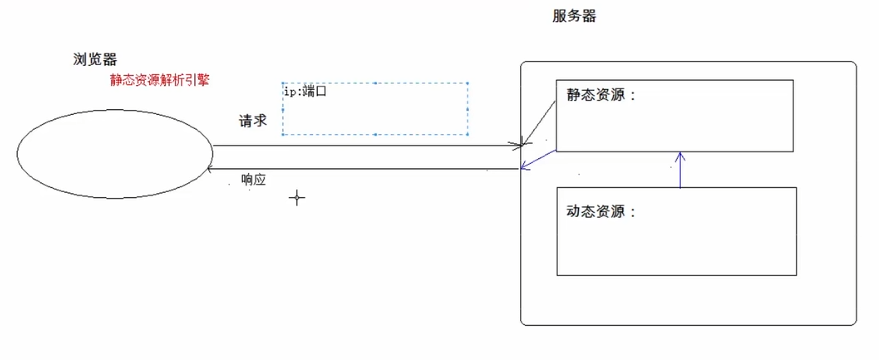 服务器
浏览器
静态资源解析引擎
ip:端口
静态资源：
请求
响应
动态资源：